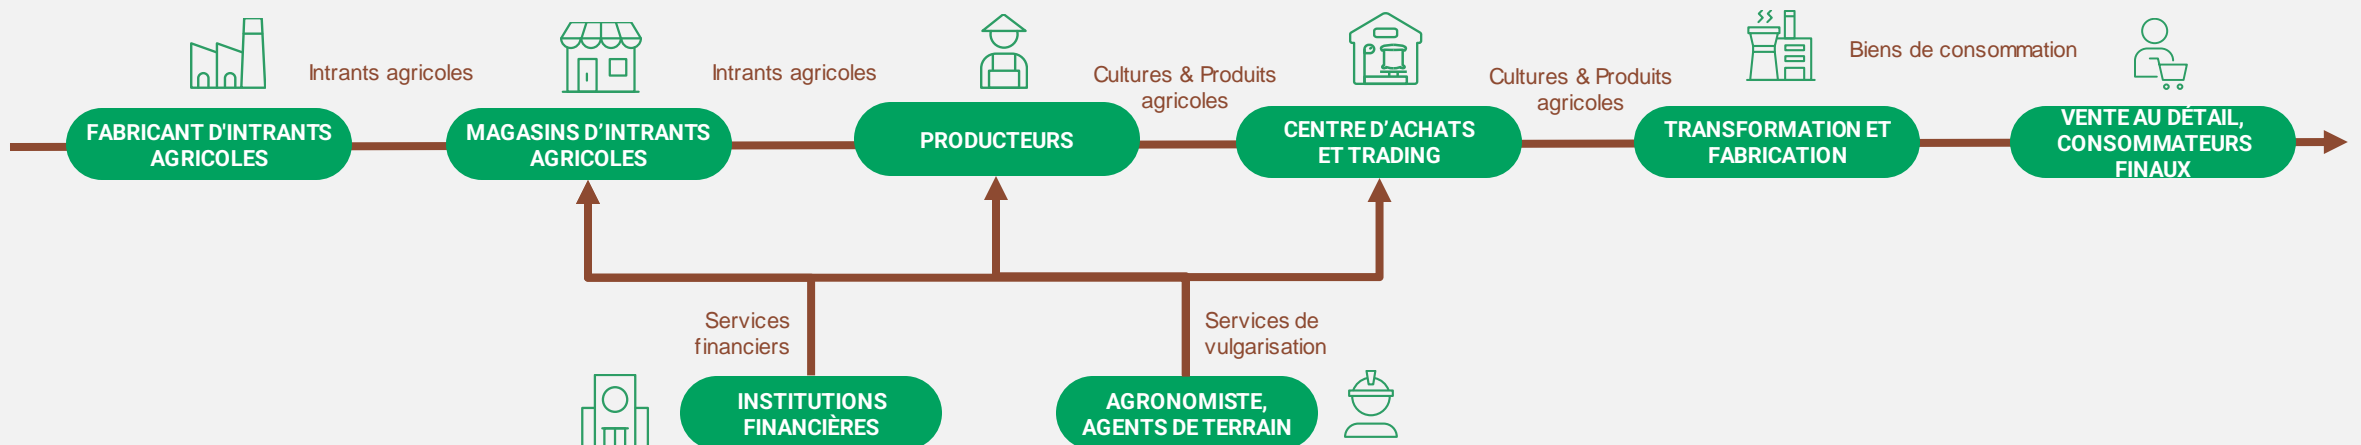 Intrants agricoles
Intrants agricoles
Cultures & Produits
agricoles
Cultures & Produits
agricoles
Biens de consommation
FABRICANT D'INTRANTS
AGRICOLES
MAGASINS D’INTRANTS
AGRICOLES
PRODUCTEURS
CENTRE D’ACHATS
ET TRADING
TRANSFORMATION ET
FABRICATION
VENTE AU DÉTAIL,
CONSOMMATEURS
FINAUX
Services
financiers
Services de
vulgarisation
INSTITUTIONS
FINANCIÈRES
AGRONOMISTE,
AGENTS DE TERRAIN